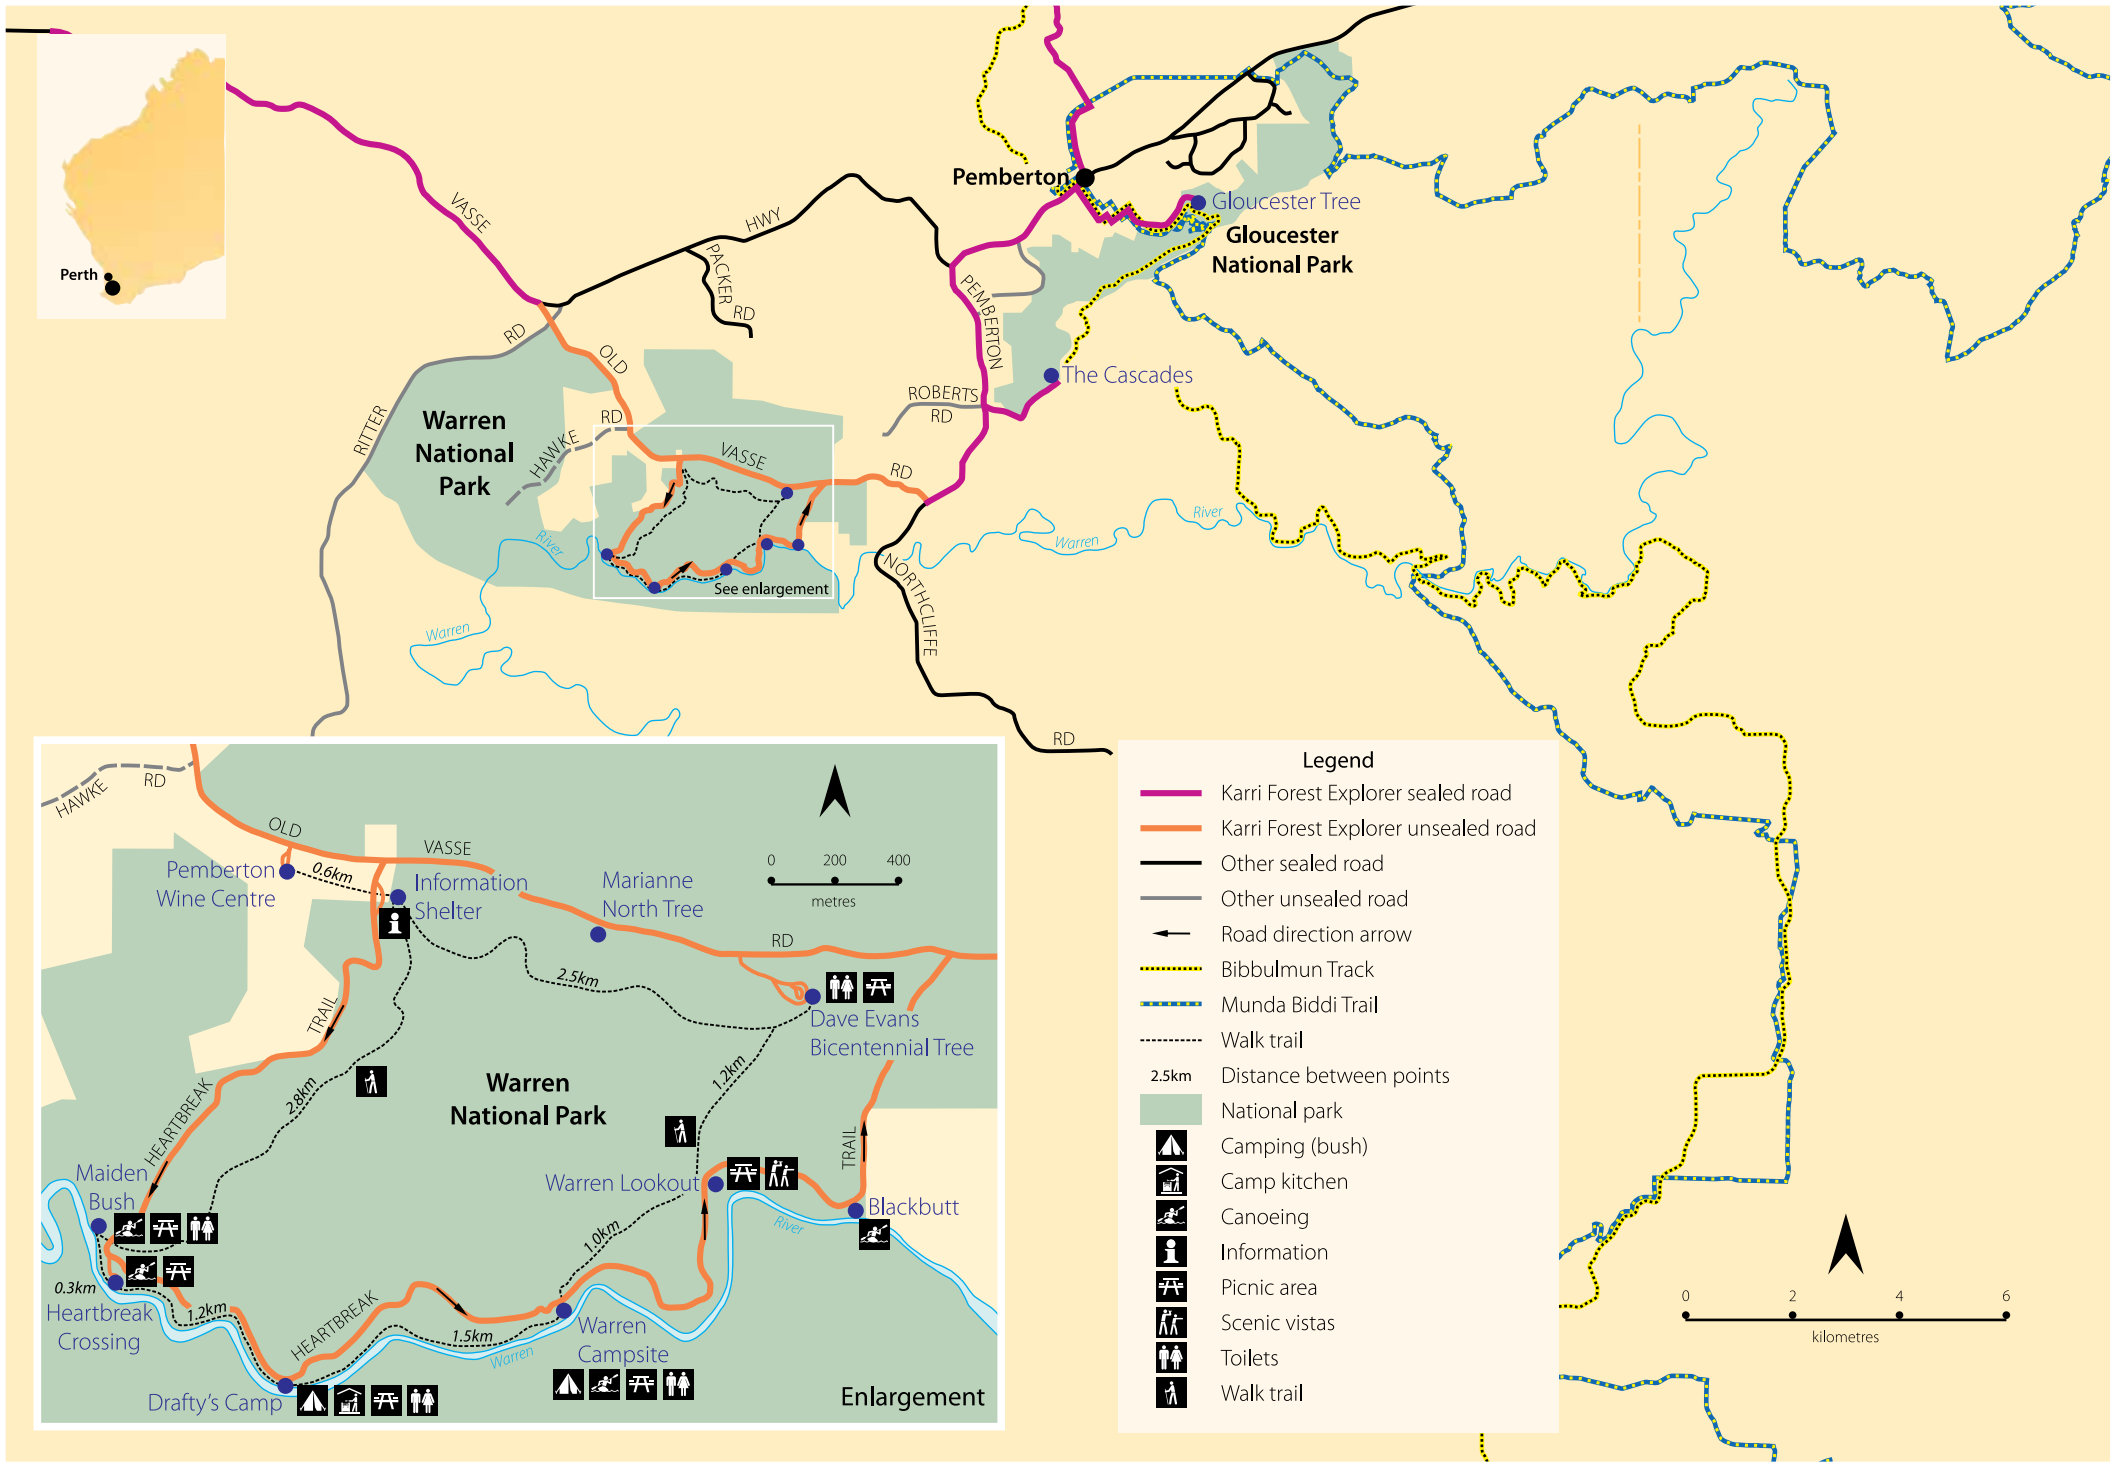 Perth
VASSE
HWY
PACKER
RD
RD
OLD
RITTER
Warren
National
Park
HAWKE
RD
VASSE
RD
River
Warren
See enlargement
Pemberton
Gloucester Tree
Gloucester
National Park
PEMBERTON
The Cascades
ROBERTS
RD
Warren
River
NORTHCLIFFE
RD
HAWKE
RD
OLD
VASSE
Pemberton
Wine Centre
0.6km
Information
Shelter
Marianne
North Tree
0 200 400
metres
RD
2.5km
Dave Evans
Bicentennial Tree
TRAIL
HEARTBREAK
2.8km
Warren
National Park
1.2km
TRAIL
Maiden
Bush
Warren Lookout
Blackbutt
River
1.0km
0.3km
Heartbreak
Crossing
1.2km
HEARTBREAK
1.5km
Warren
Warren
Campsite
Drafty's Camp
Enlargement
Legend
Karri Forest Explorer sealed road
Karri Forest Explorer unsealed road
Other sealed road
Other unsealed road
Road direction arrow
Bibbulmun Track
Munda Biddi Trail
Walk trail
2.5km Distance between points
National park
Camping (bush)
Camp kitchen
Canoeing
Information
Picnic area
Scenic vistas
Toilets
Walk trail
0 2 4 6
kilometres